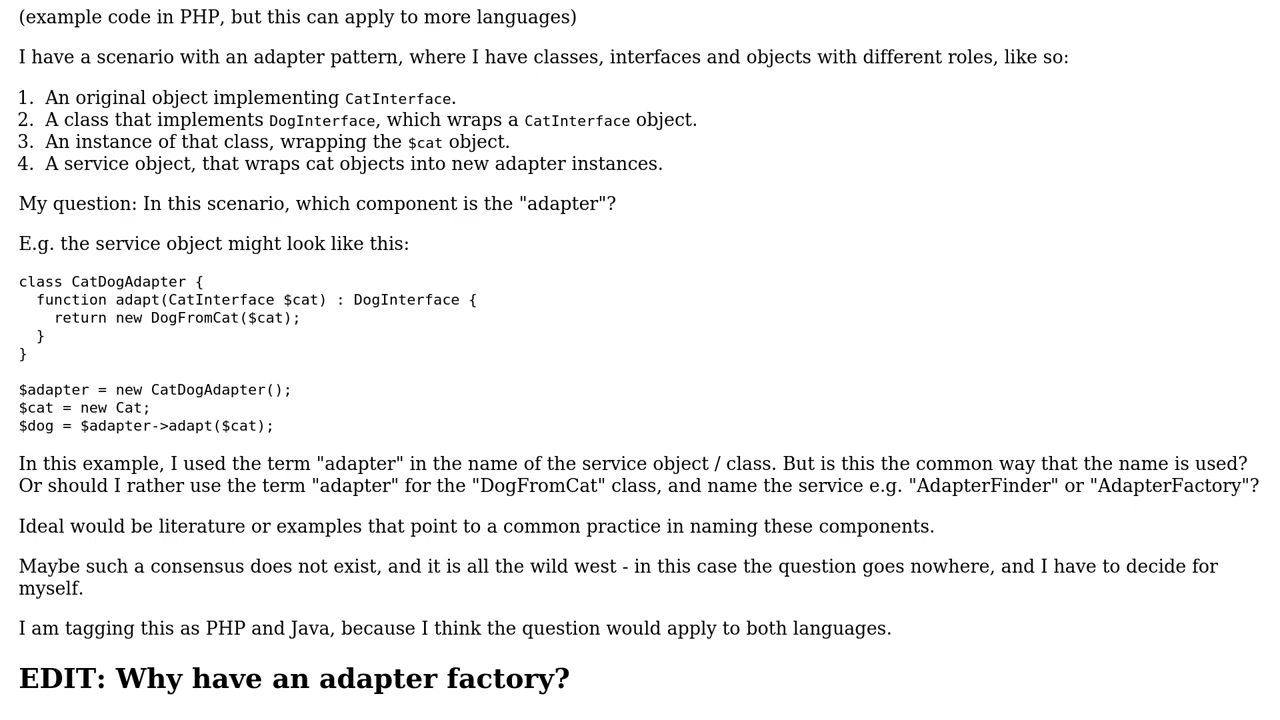 (example code in PHP, but this can apply to more languages)
I have a scenario with an adapter pattern, where I have classes, interfaces and objects with different roles, like so:
1. An original object implementing CatInterface.
2. A class that implements DogInterface, which wraps a CatInterface object.
3. An instance of that class, wrapping the $cat object.
4. A service object, that wraps cat objects into new adapter instances.
My question: In this scenario, which component is the "adapter"?
E.g. the service object might look like this:
class CatDogAdapter {
  function adapt(CatInterface $cat) : DogInterface {
    return new DogFromCat($cat);
  }
}
$adapter = new CatDogAdapter();
$cat = new Cat;
$dog = $adapter->adapt($cat);
In this example, I used the term "adapter" in the name of the service object / class. But is this the common way that the name is used?
Or should I rather use the term "adapter" for the "DogFromCat" class, and name the service e.g. "AdapterFinder" or "AdapterFactory"?
Ideal would be literature or examples that point to a common practice in naming these components.
Maybe such a consensus does not exist, and it is all the wild west - in this case the question goes nowhere, and I have to decide for
myself.
I am tagging this as PHP and Java, because I think the question would apply to both languages.
EDIT: Why have an adapter factory?